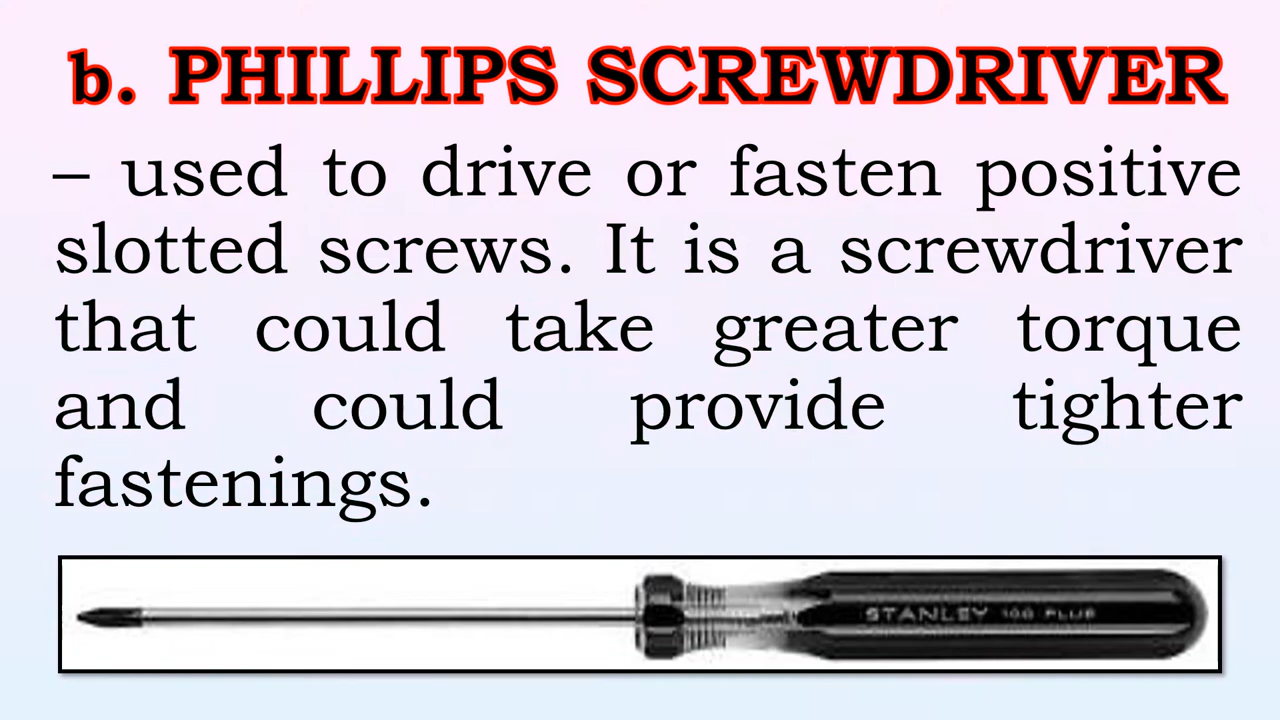 b. PHILLIPS SCREWDRIVER
– used to drive or fasten positive
slotted screws. It is a screwdriver
that could take greater torque
and could provide tighter
fastenings.
STANLEY 100 PLUS